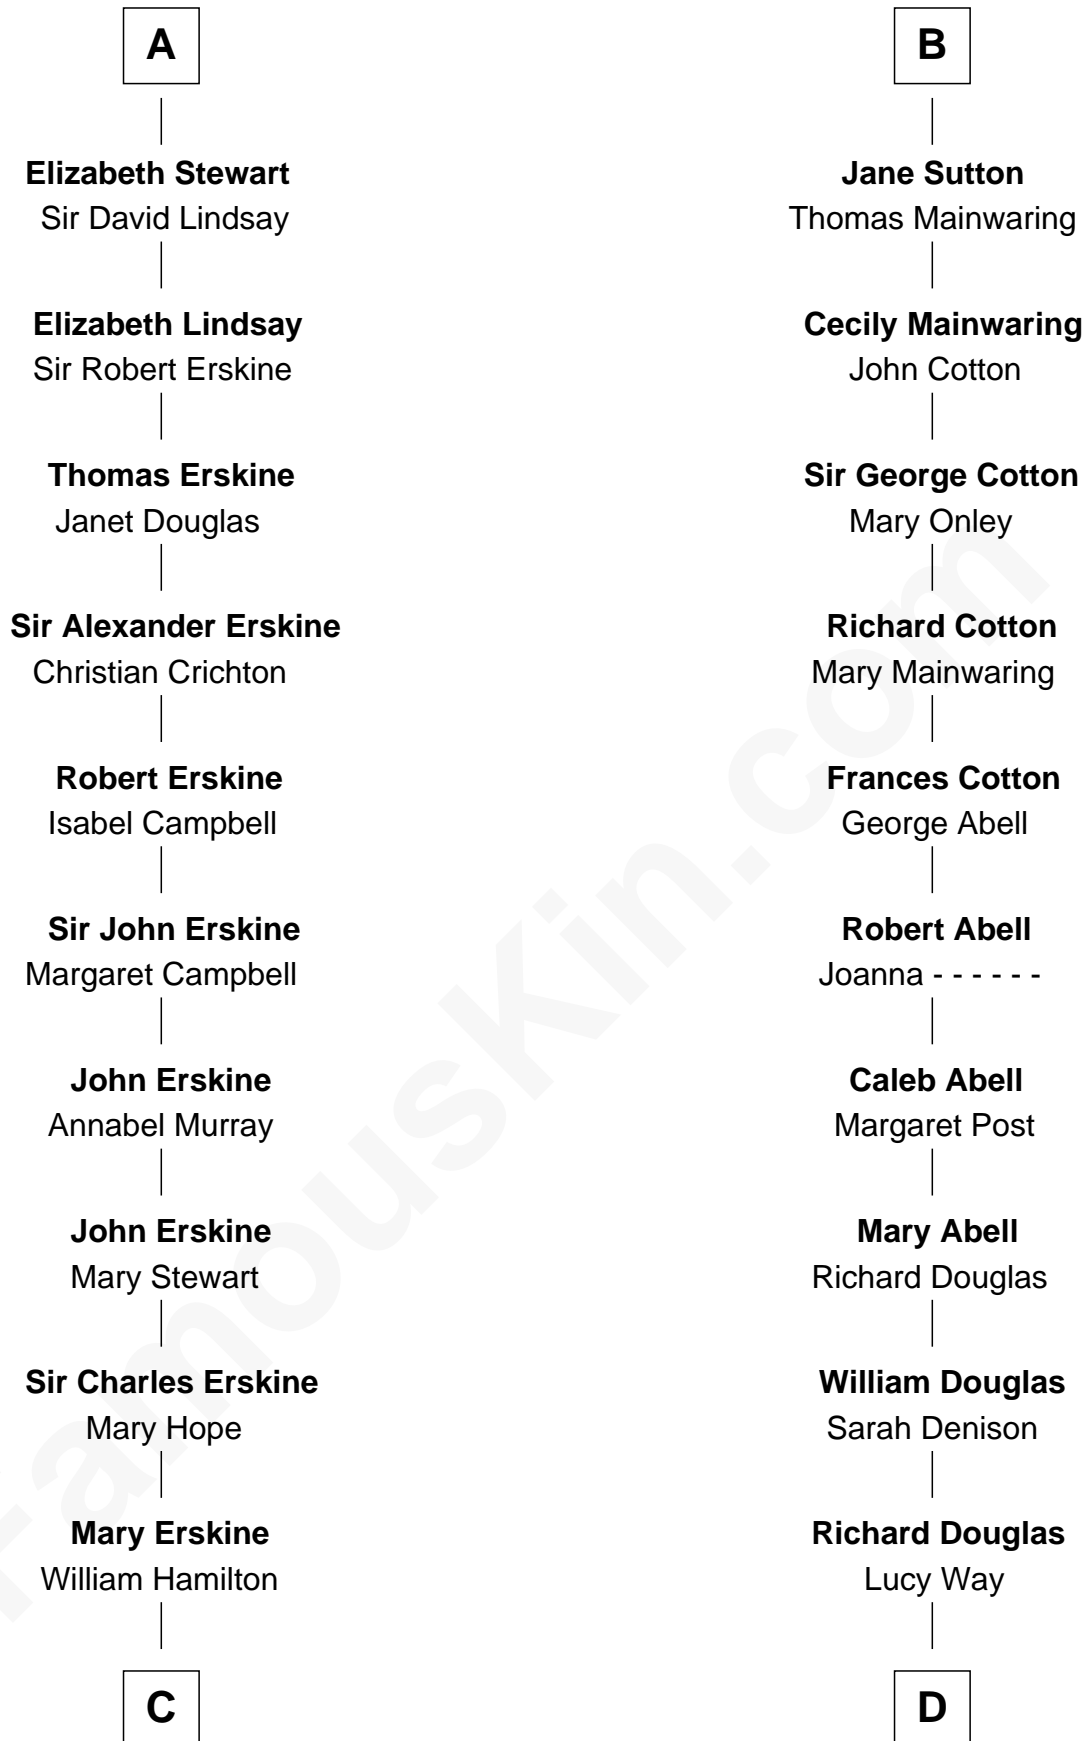 A
Elizabeth Stewart
Sir David Lindsay
Elizabeth Lindsay
Sir Robert Erskine
Thomas Erskine
Janet Douglas
Sir Alexander Erskine
Christian Crichton
Robert Erskine
Isabel Campbell
Sir John Erskine
Margaret Campbell
John Erskine
Annabel Murray
John Erskine
Mary Stewart
Sir Charles Erskine
Mary Hope
Mary Erskine
William Hamilton
C
B
Jane Sutton
Thomas Mainwaring
Cecily Mainwaring
John Cotton
Sir George Cotton
Mary Onley
Richard Cotton
Mary Mainwaring
Frances Cotton
George Abell
Robert Abell
Joanna - - - - - -
Caleb Abell
Margaret Post
Mary Abell
Richard Douglas
William Douglas
Sarah Denison
Richard Douglas
Lucy Way
D
FamousKin.com